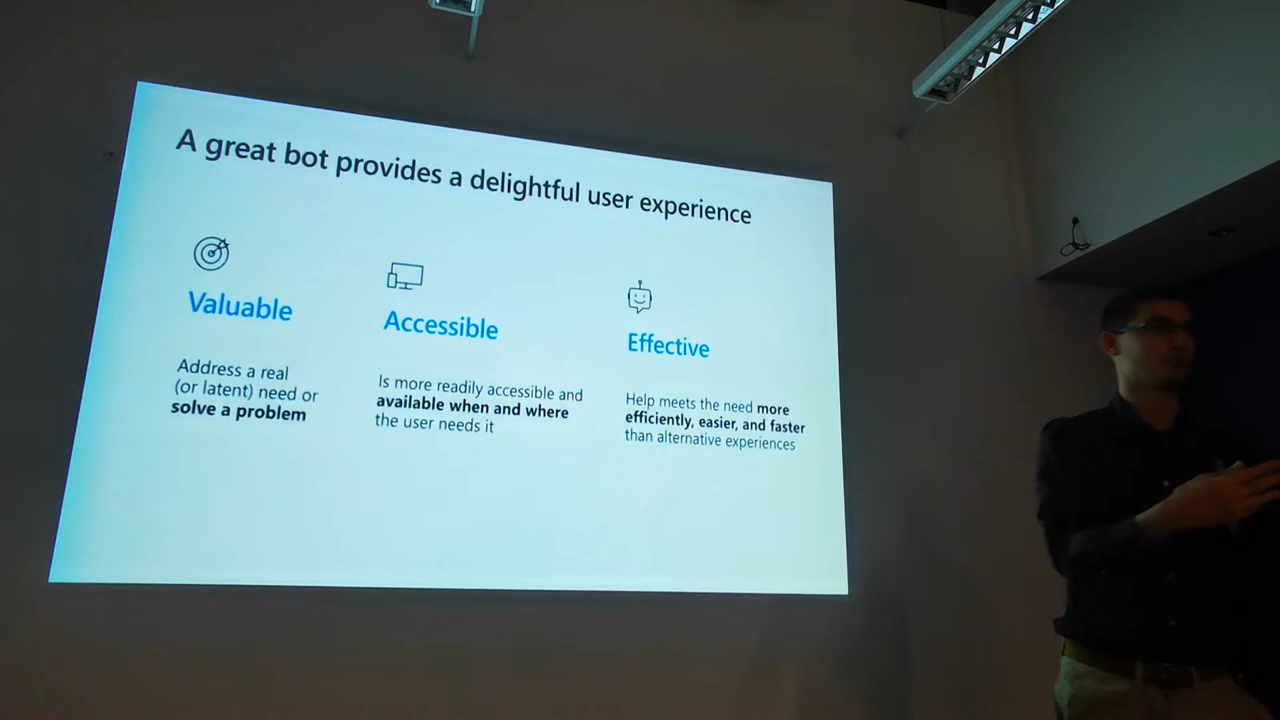 A great bot provides a delightful user experience
Valuable
Address a real
(or latent) need or
solve a problem
Accessible
Is more readily accessible and
available when and where
the user needs it
Effective
Help meets the need more
efficiently, easier, and faster
than alternative experiences